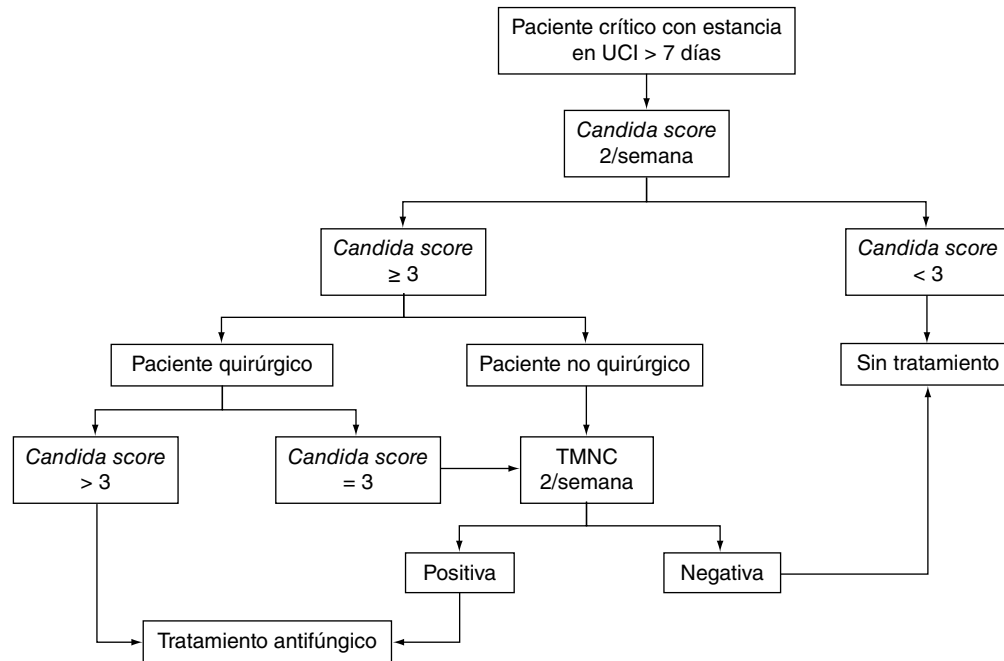 Paciente crítico con estancia
en UCI > 7 días
Candida score
2/semana
Candida score
≥ 3
Candida score
< 3
Paciente quirúrgico
Paciente no quirúrgico
Sin tratamiento
Candida score
> 3
Candida score
= 3
TMNC
2/semana
Positiva
Negativa
Tratamiento antifúngico